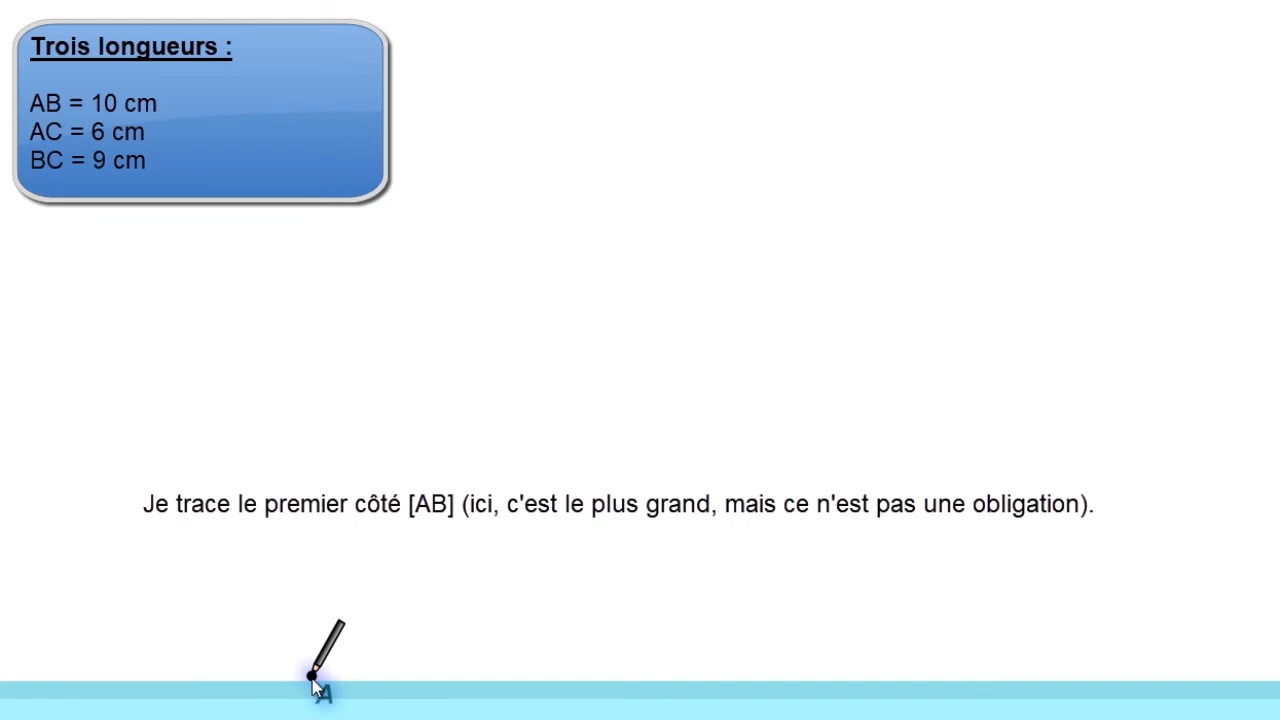 Trois longueurs :
AB = 10 cm
AC = 6 cm
BC = 9 cm
Je trace le premier côté [AB] (ici, c'est le plus grand, mais ce n'est pas une obligation).
A